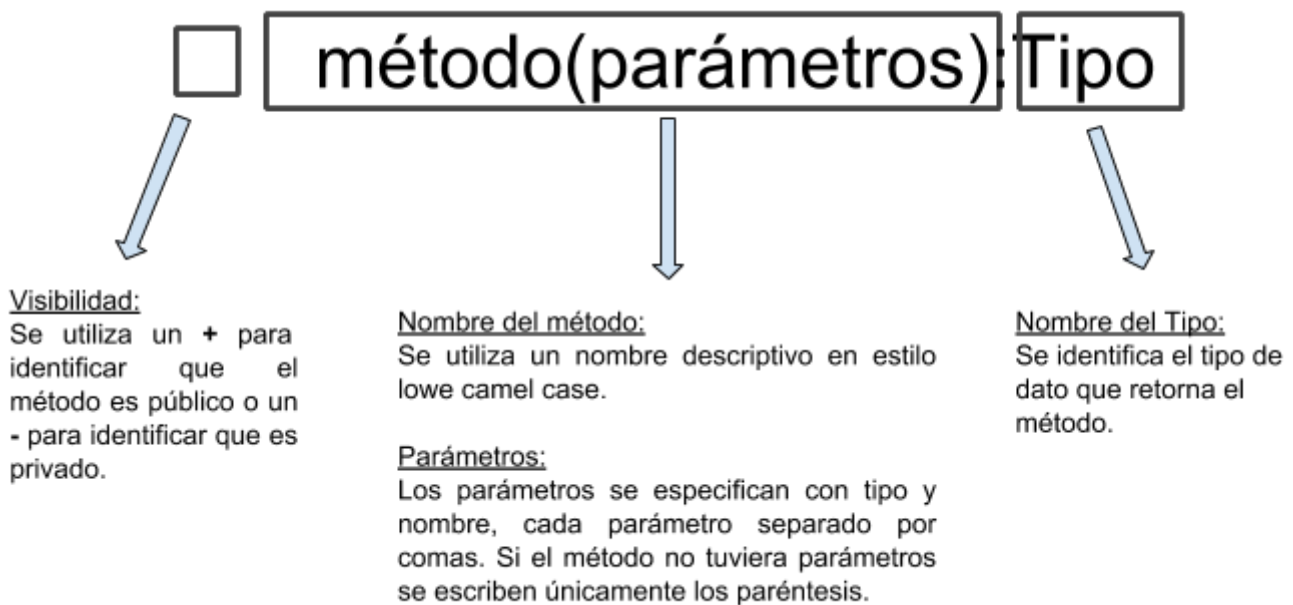 método(parámetros):Tipo
Visibilidad:
Se utiliza un + para
identificar que el
método es público o un
- para identificar que es
privado.
Nombre del método:
Se utiliza un nombre descriptivo en estilo
lowe camel case.
Parámetros:
Los parámetros se especifican con tipo y
nombre, cada parámetro separado por
comas. Si el método no tuviera parámetros
se escriben únicamente los paréntesis.
Nombre del Tipo:
Se identifica el tipo de
dato que retorna el
método.